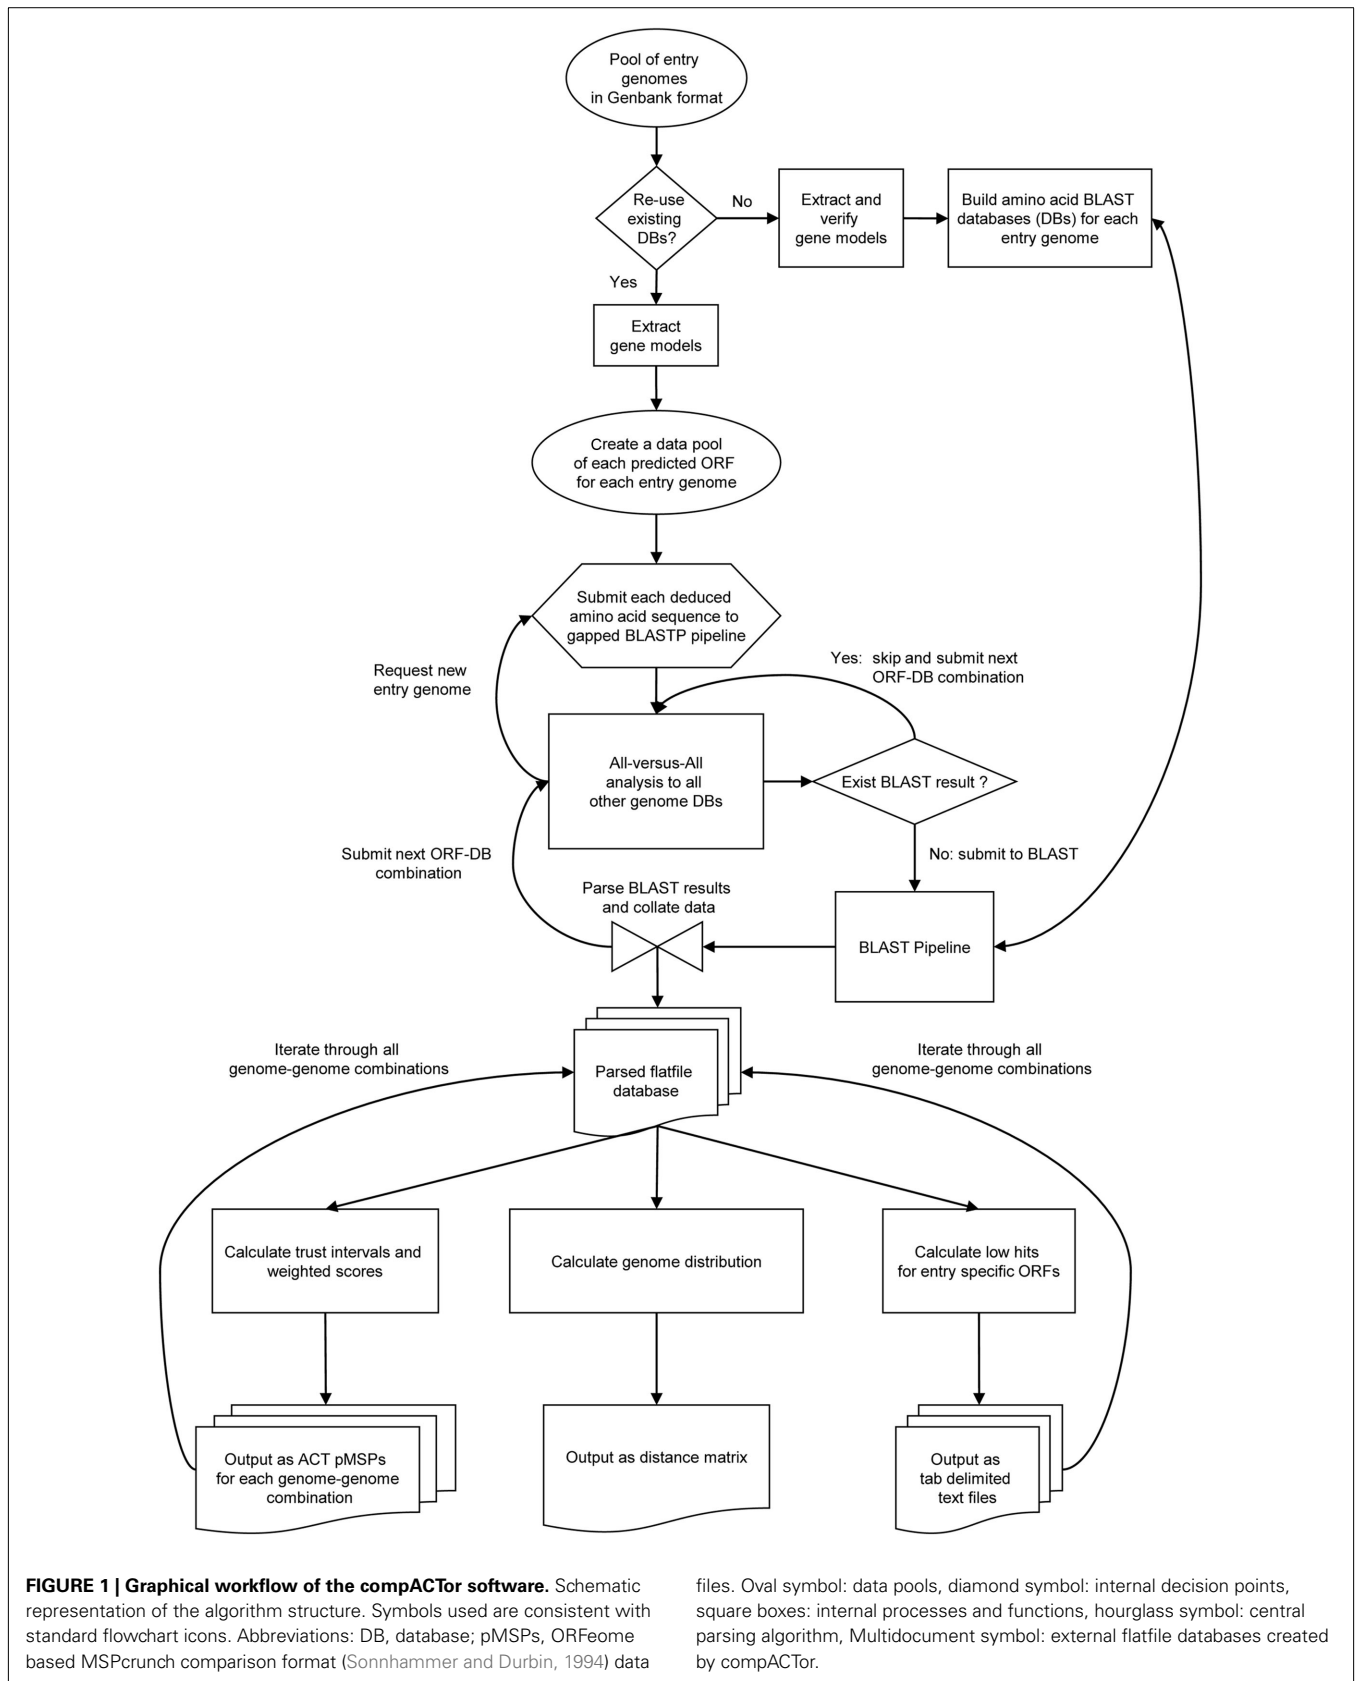 Pool of entry
genomes
in Genbank format
Re-use
existing
DBs?
No
Extract and
verify
gene models
Build amino acid BLAST
databases (DBs) for each
entry genome
Yes
Extract
gene models
Create a data pool
of each predicted ORF
for each entry genome
Submit each deduced
amino acid sequence to
gapped BLASTP pipeline
Request new
entry genome
Yes: skip and submit next
ORF-DB combination
All-versus-All
analysis to all
other genome DBs
Exist BLAST result ?
Submit next ORF-DB
combination
No: submit to BLAST
Parse BLAST results
and collate data
BLAST Pipeline
Iterate through all
genome-genome combinations
Parsed flatfile
database
Iterate through all
genome-genome combinations
Calculate trust intervals and
weighted scores
Calculate genome distribution
Calculate low hits
for entry specific ORFs
Output as ACT pMSPs
for each genome-genome
combination
Output as distance matrix
Output as
tab delimited
text files
FIGURE 1 | Graphical workflow of the compACTor software. Schematic
representation of the algorithm structure. Symbols used are consistent with
standard flowchart icons. Abbreviations: DB, database; pMSPs, ORFeome
based MSPcrunch comparison format (Sonnhammer and Durbin, 1994) data
files. Oval symbol: data pools, diamond symbol: internal decision points,
square boxes: internal processes and functions, hourglass symbol: central
parsing algorithm, Multidocument symbol: external flatfile databases created
by compACTor.